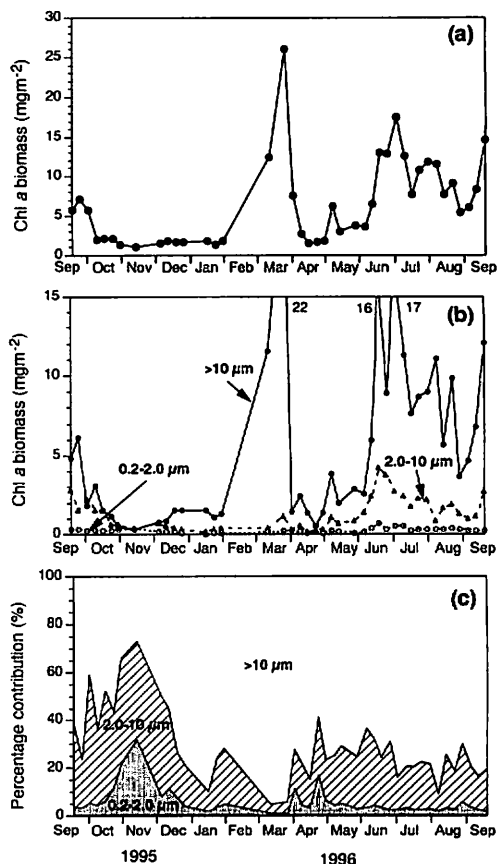 (a)
Chl a biomass (mgm-2)
30
25
20
15
10
5
0
Sep Oct Nov Dec Jan Feb Mar Apr May Jun Jul Aug Sep
(b)
Chl a biomass (mgm-2)
15
10
5
0
22
16
17
>10 µm
0.2-2.0 µm
2.0-10 µm
Sep Oct Nov Dec Jan Feb Mar Apr May Jun Jul Aug Sep
(c)
Percentage contribution (%)
100
80
60
40
20
0
>10 µm
2.0-10 µm
0.2-2.0 µm
Sep Oct Nov Dec Jan Feb Mar Apr May Jun Jul Aug Sep
1995
1996